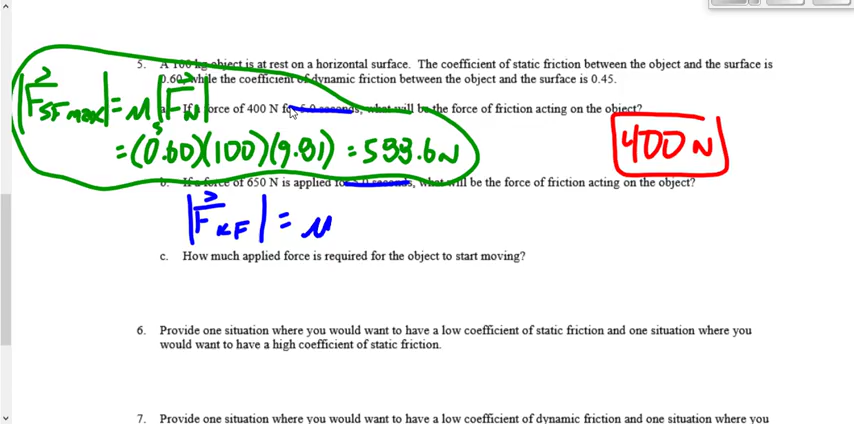 5. A 100 kg object is at rest on a horizontal surface. The coefficient of static friction between the object and the surface is
0.60, while the coefficient of dynamic friction between the object and the surface is 0.45.
|F⃗SFmax| = μs|F⃗N|
a. If a force of 400 N for 5.0 seconds, what will be the force of friction acting on the object?
= (0.60)(100)(9.81) = 588.6N
400 N
b. If a force of 650 N is applied for 5.0 seconds, what will be the force of friction acting on the object?
|F⃗KF| = μ
c. How much applied force is required for the object to start moving?
6. Provide one situation where you would want to have a low coefficient of static friction and one situation where you
would want to have a high coefficient of static friction.
7. Provide one situation where you would want to have a low coefficient of dynamic friction and one situation where you